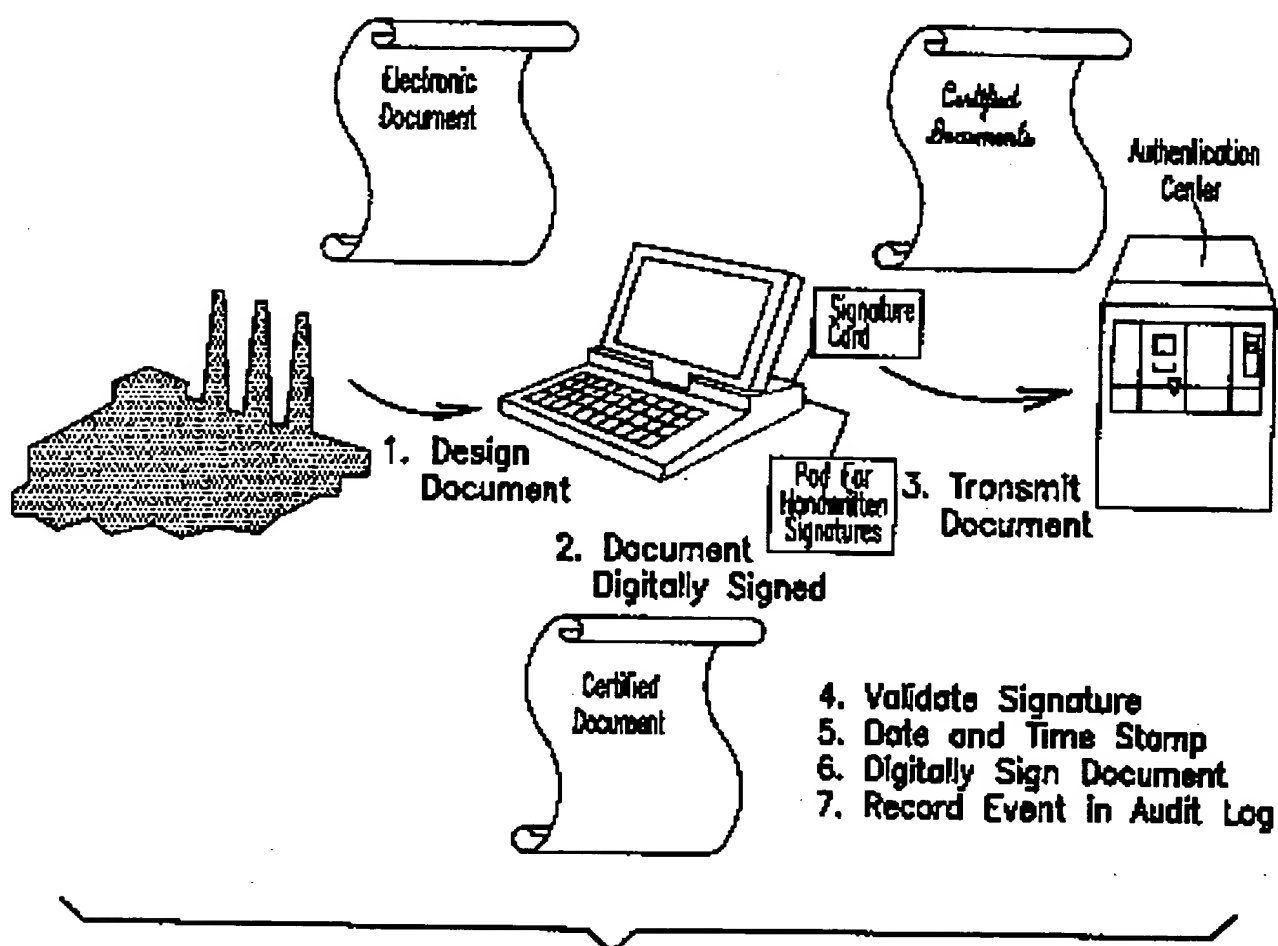 Electronic
Document
Certified
Documents
Authentication
Center
Signature
Card
1. Design
Document
Pad For
Handwritten
Signatures
3. Transmit
Document
2. Document
Digitally Signed
Certified
Document
4. Validate Signature
5. Date and Time Stamp
6. Digitally Sign Document
7. Record Event in Audit Log